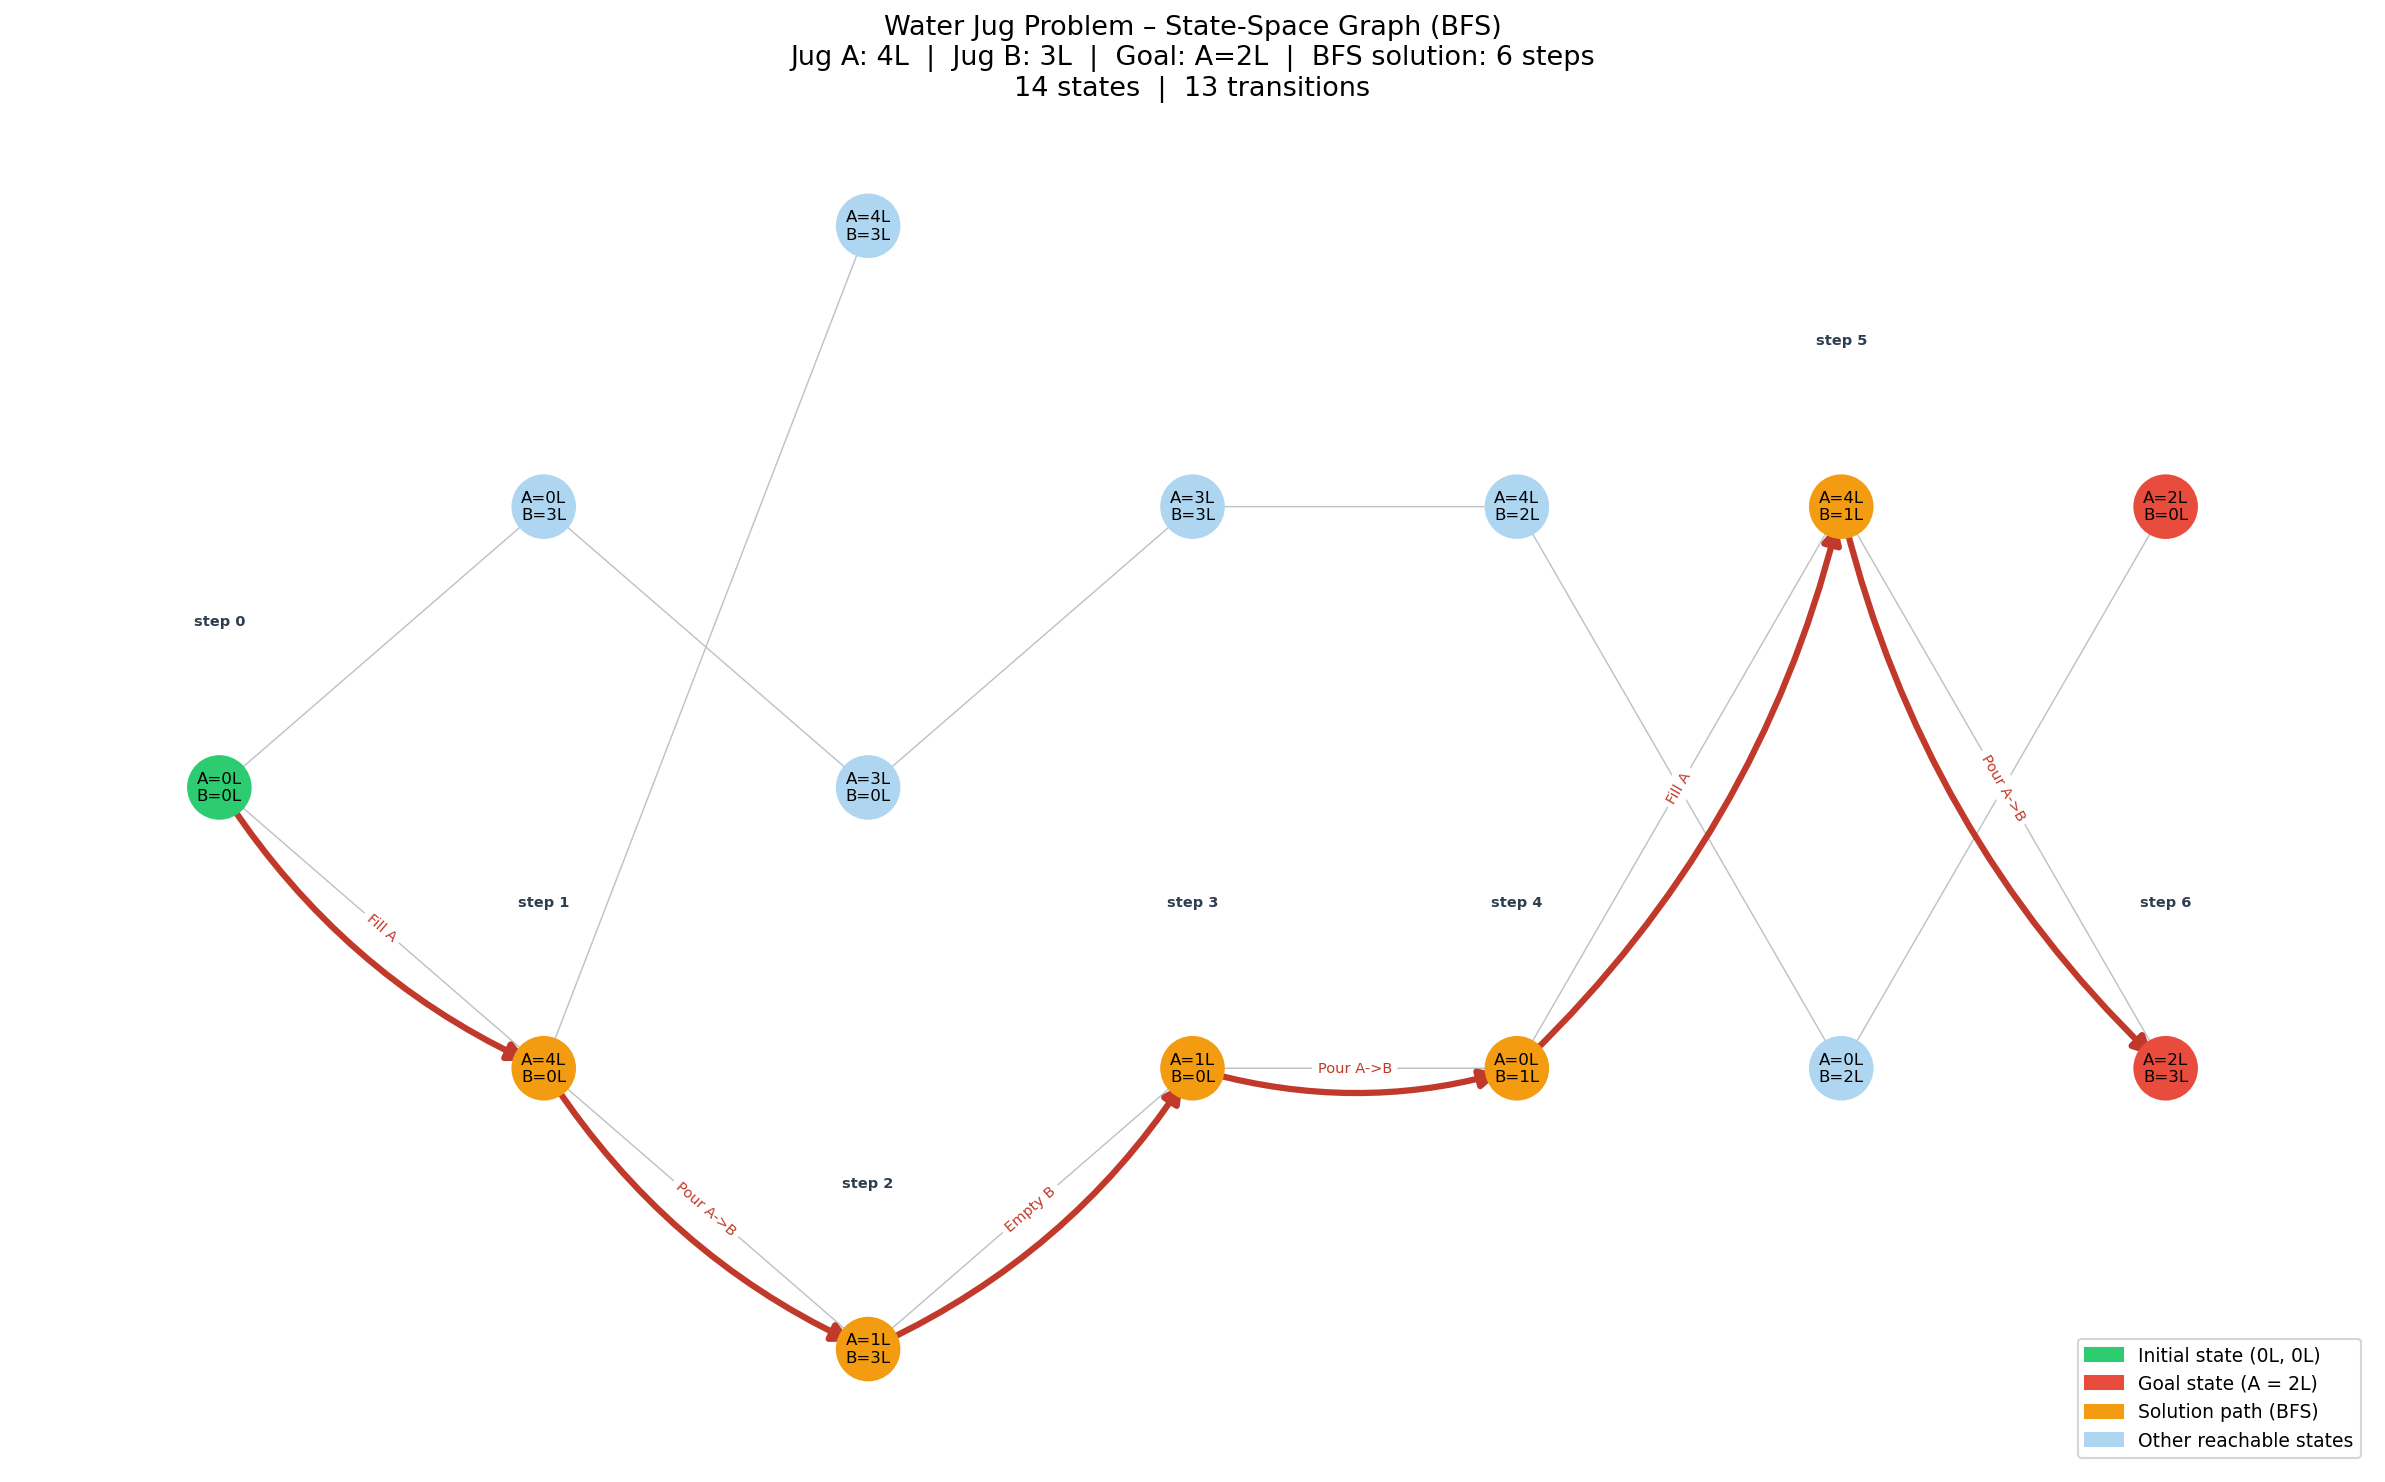 Water Jug Problem – State-Space Graph (BFS)
Jug A: 4L | Jug B: 3L | Goal: A=2L | BFS solution: 6 steps
14 states | 13 transitions
A=4L
B=3L
step 5
A=0L
B=3L
A=3L
B=3L
A=4L
B=2L
A=4L
B=1L
A=2L
B=0L
step 0
A=0L
B=0L
A=3L
B=0L
Fill A
Pour A->B
step 1
step 3
step 4
step 6
Fill A
A=4L
B=0L
A=1L
B=0L
Pour A->B
A=0L
B=1L
A=0L
B=2L
A=2L
B=3L
step 2
Pour A->B
Empty B
A=1L
B=3L
Initial state (0L, 0L)
Goal state (A = 2L)
Solution path (BFS)
Other reachable states